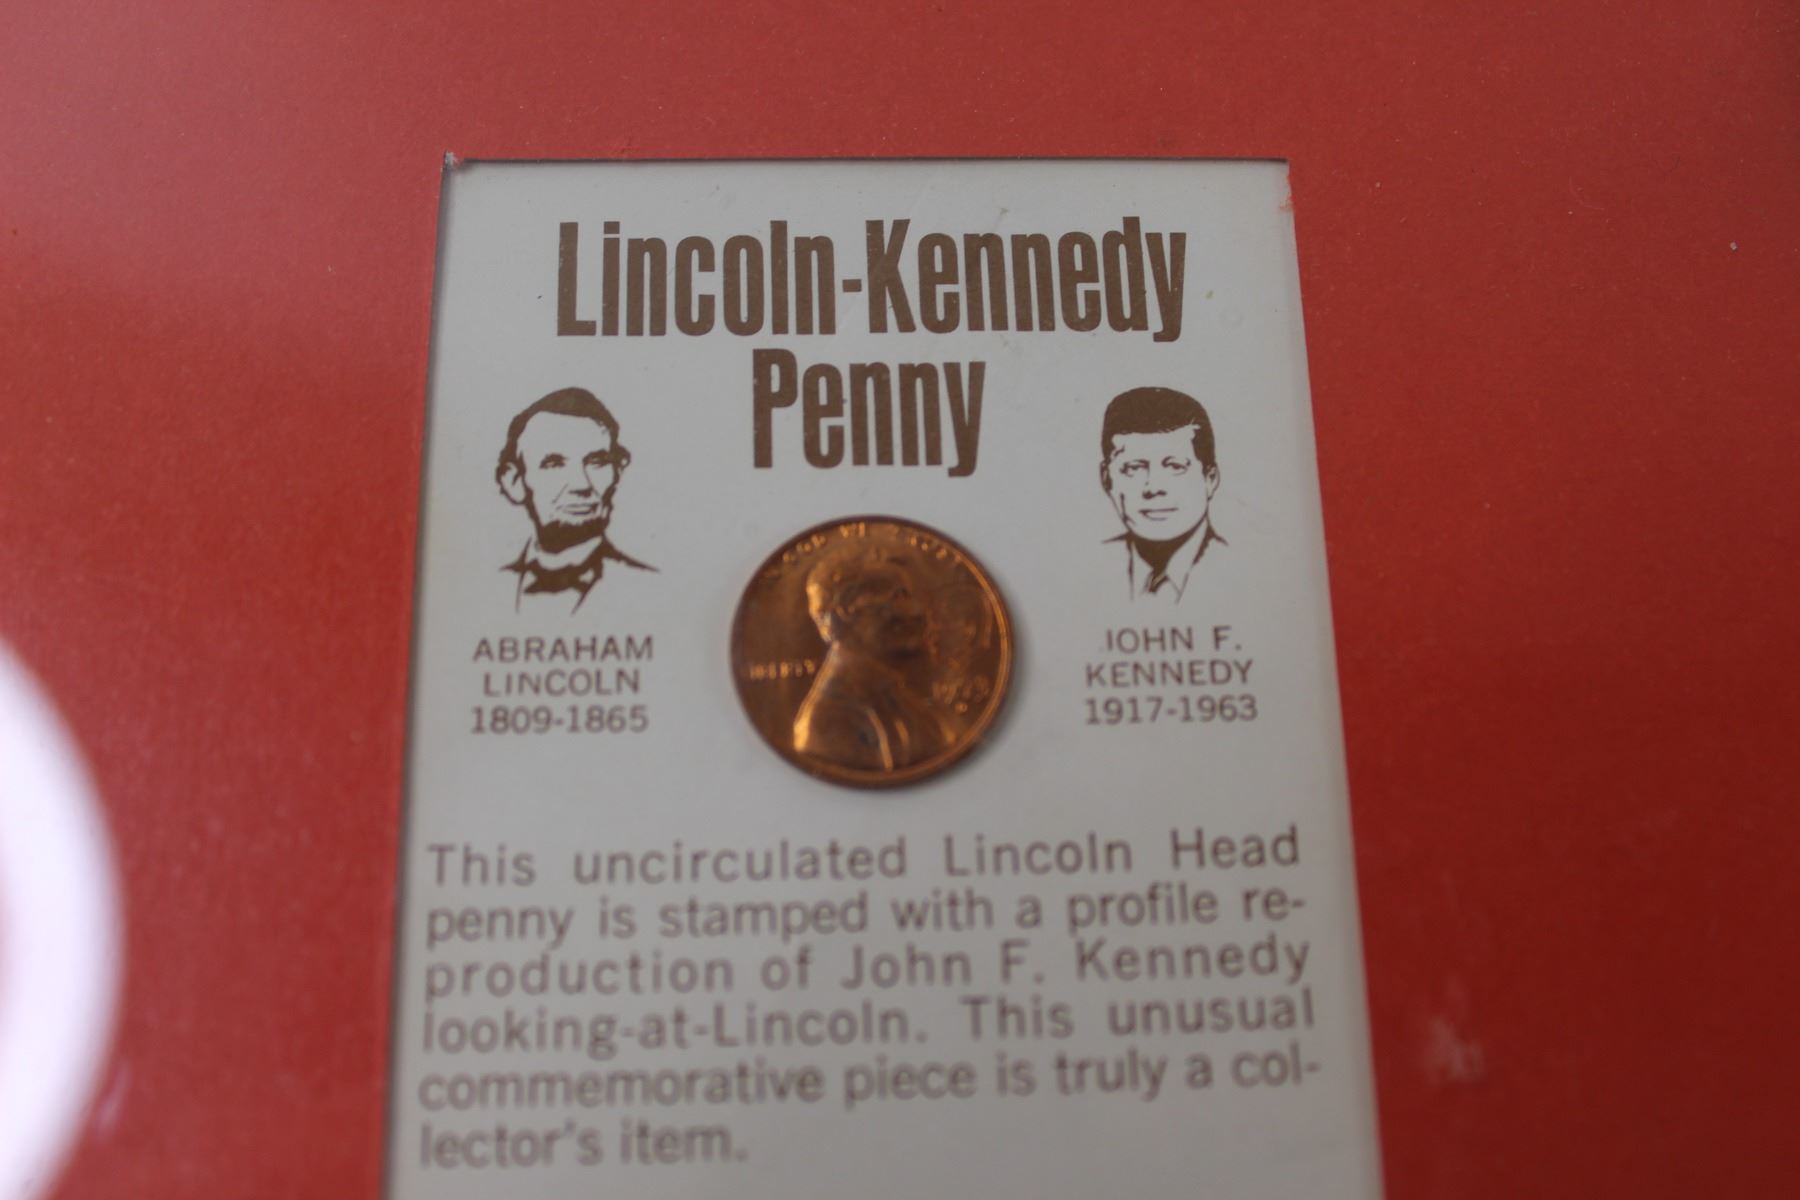 Lincoln-Kennedy
Penny
ABRAHAM
LINCOLN
1809-1865
JOHN F.
KENNEDY
1917-1963
LIBERTY
This uncirculated Lincoln Head
penny is stamped with a profile re-
production of John F. Kennedy
looking-at-Lincoln. This unusual
commemorative piece is truly a col-
lector's item.